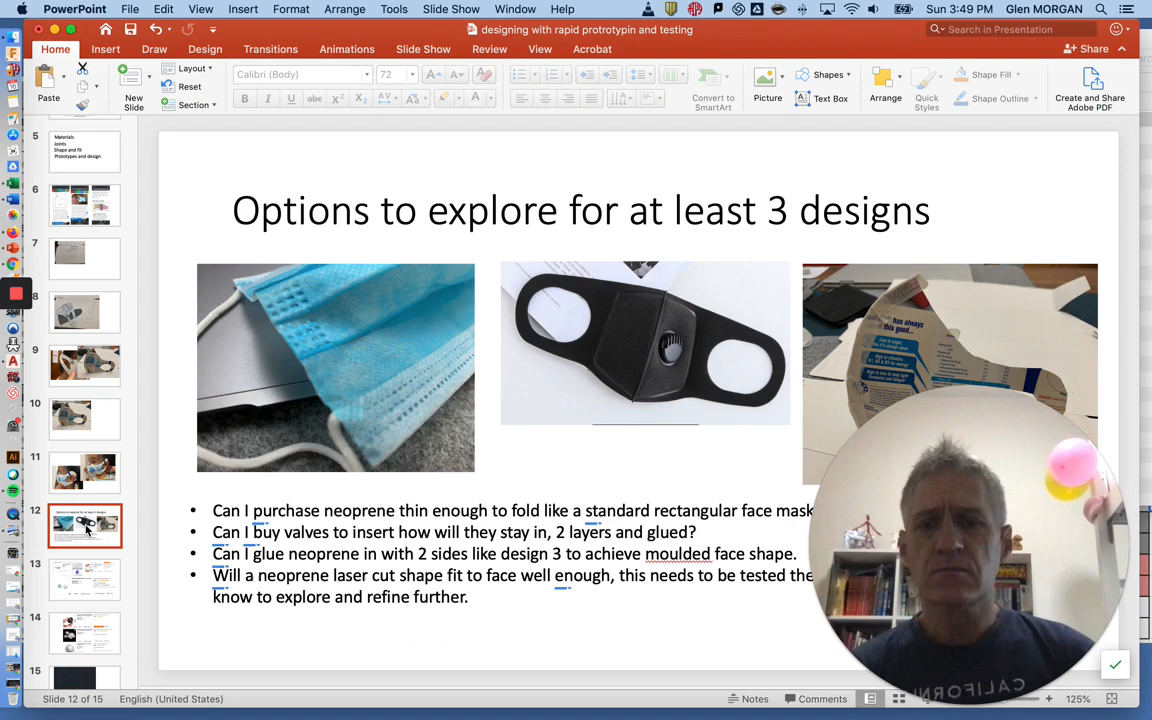 PowerPoint File Edit View Insert Format Arrange Tools Slide Show Window Help Sun 3:49 PM Glen MORGAN
designing with rapid protrotypin and testing
Search in Presentation
Home Insert Draw Design Transitions Animations Slide Show Review View Acrobat Share
Paste
New Slide
Layout
Reset
Section
Calibri (Body) 72
Convert to SmartArt
Picture
Shapes
Text Box
Arrange
Quick Styles
Shape Fill
Shape Outline
Create and Share Adobe PDF
5
Materials
Joints
Shape and fit
Prototypes and design
6
7
8
9
10
11
12
13
14
15
Options to explore for at least 3 designs
has always
this good...
• Can I purchase neoprene thin enough to fold like a standard rectangular face mask
• Can I buy valves to insert how will they stay in, 2 layers and glued?
• Can I glue neoprene in with 2 sides like design 3 to achieve moulded face shape.
• Will a neoprene laser cut shape fit to face well enough, this needs to be tested the
know to explore and refine further.
Slide 12 of 15 English (United States) Notes Comments 125%